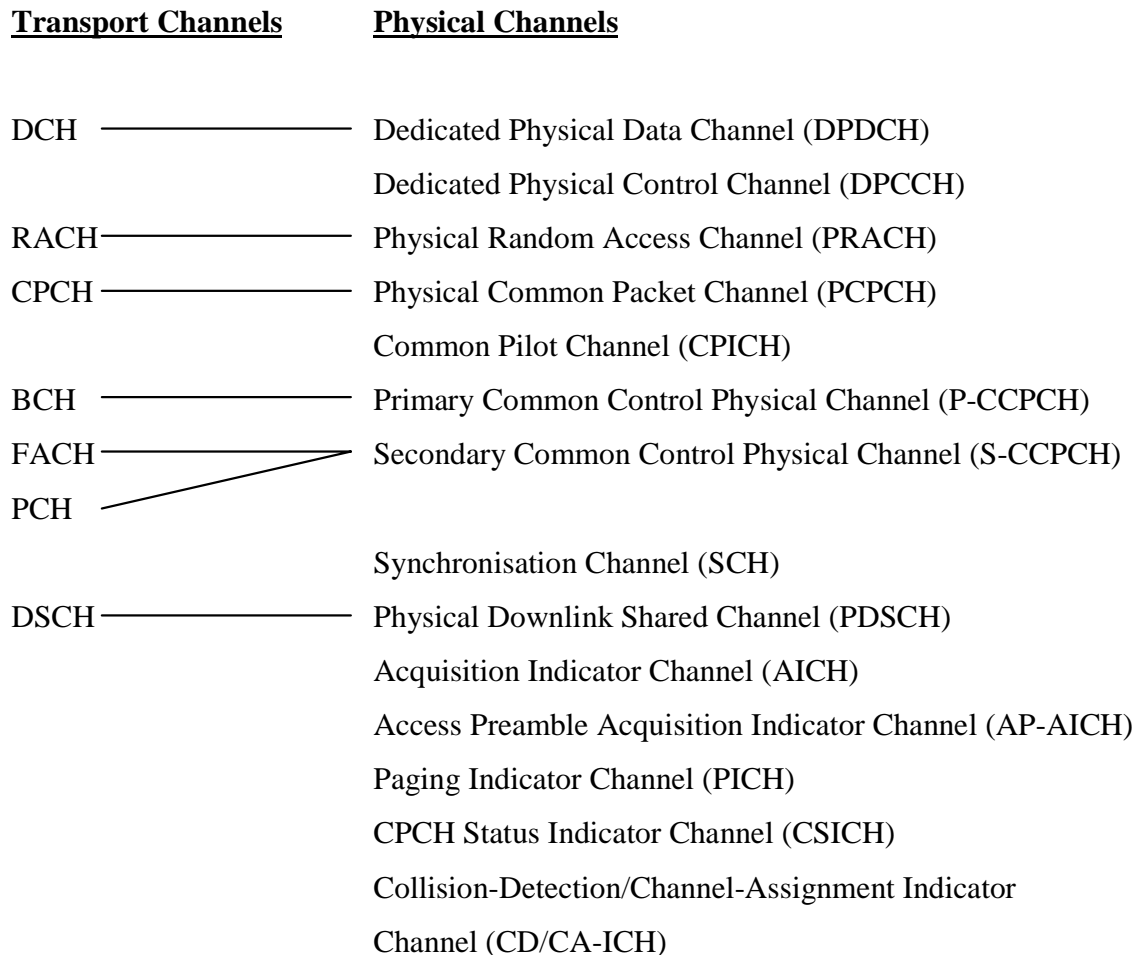 Transport Channels Physical Channels
DCH Dedicated Physical Data Channel (DPDCH)
Dedicated Physical Control Channel (DPCCH)
RACH Physical Random Access Channel (PRACH)
CPCH Physical Common Packet Channel (PCPCH)
Common Pilot Channel (CPICH)
BCH Primary Common Control Physical Channel (P-CCPCH)
FACH Secondary Common Control Physical Channel (S-CCPCH)
PCH
Synchronisation Channel (SCH)
DSCH Physical Downlink Shared Channel (PDSCH)
Acquisition Indicator Channel (AICH)
Access Preamble Acquisition Indicator Channel (AP-AICH)
Paging Indicator Channel (PICH)
CPCH Status Indicator Channel (CSICH)
Collision-Detection/Channel-Assignment Indicator
Channel (CD/CA-ICH)